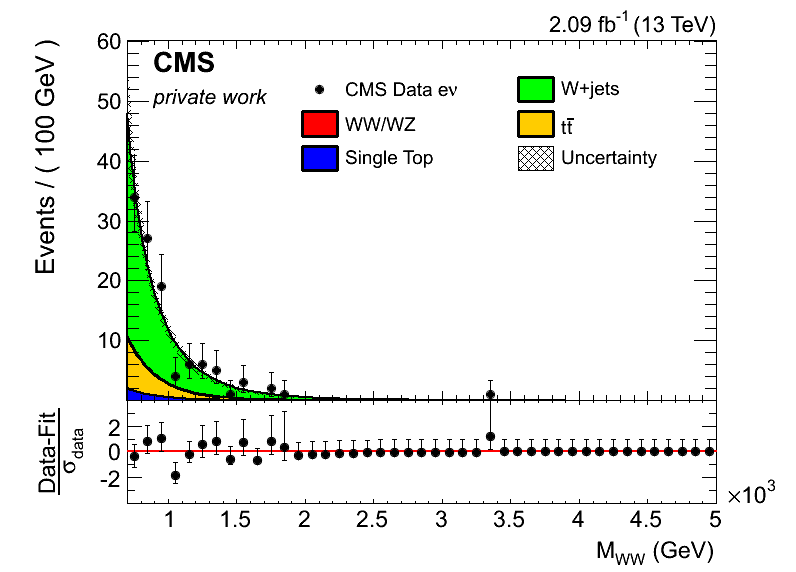 2.09 fb⁻¹ (13 TeV)
CMS
private work
CMS Data eν
WW/WZ
Single Top
W+jets
tt̄
Uncertainty
Events / ( 100 GeV )
60
50
40
30
20
10
Data-Fit
σdata
2
0
-2
1 1.5 2 2.5 3 3.5 4 4.5 5
×10³
M_WW (GeV)